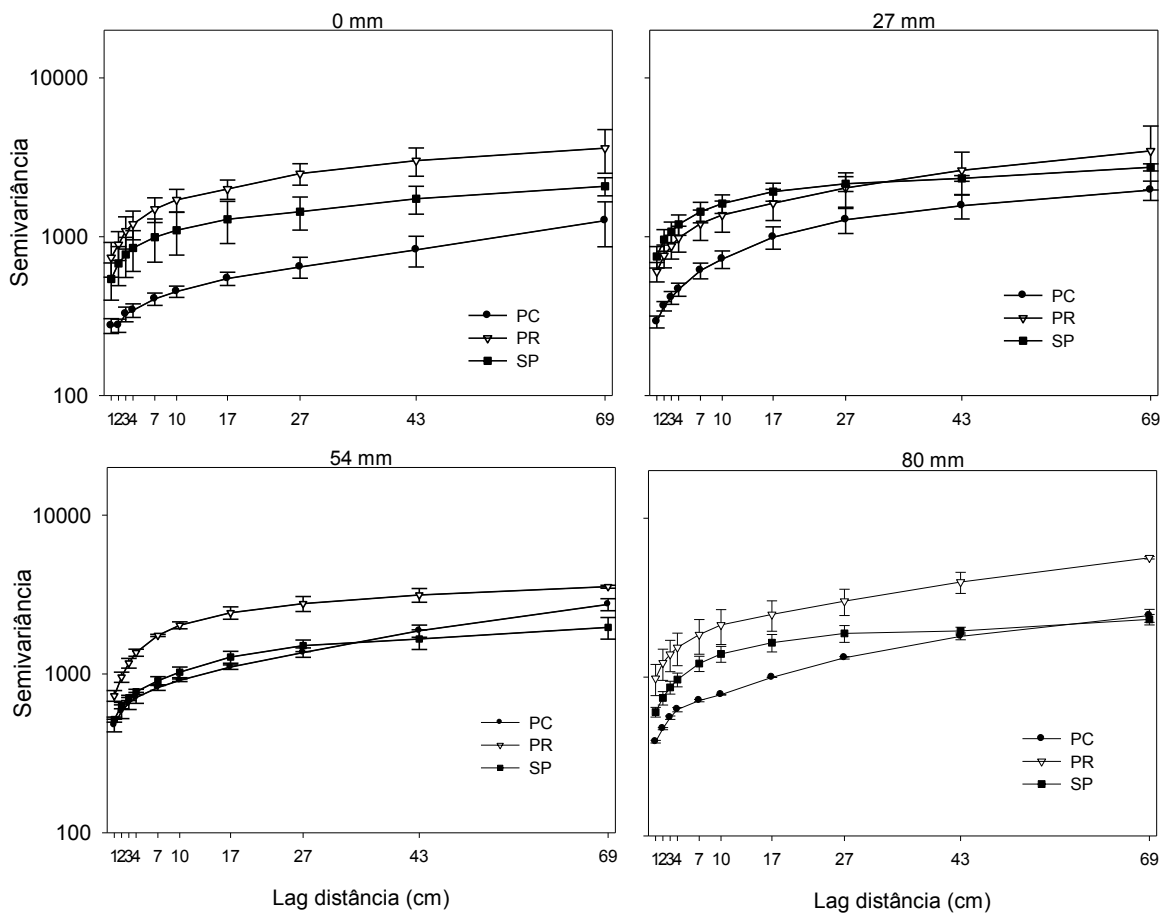 0 mm
27 mm
10000
1000
100
Semivariância
PC
PR
SP
1 2 3 4 7 10 17 27 43 69
PC
PR
SP
1 2 3 4 7 10 17 27 43 69
54 mm
80 mm
10000
1000
100
Semivariância
PC
PR
SP
1 2 3 4 7 10 17 27 43 69
Lag distância (cm)
PC
PR
SP
1 2 3 4 7 10 17 27 43 69
Lag distância (cm)